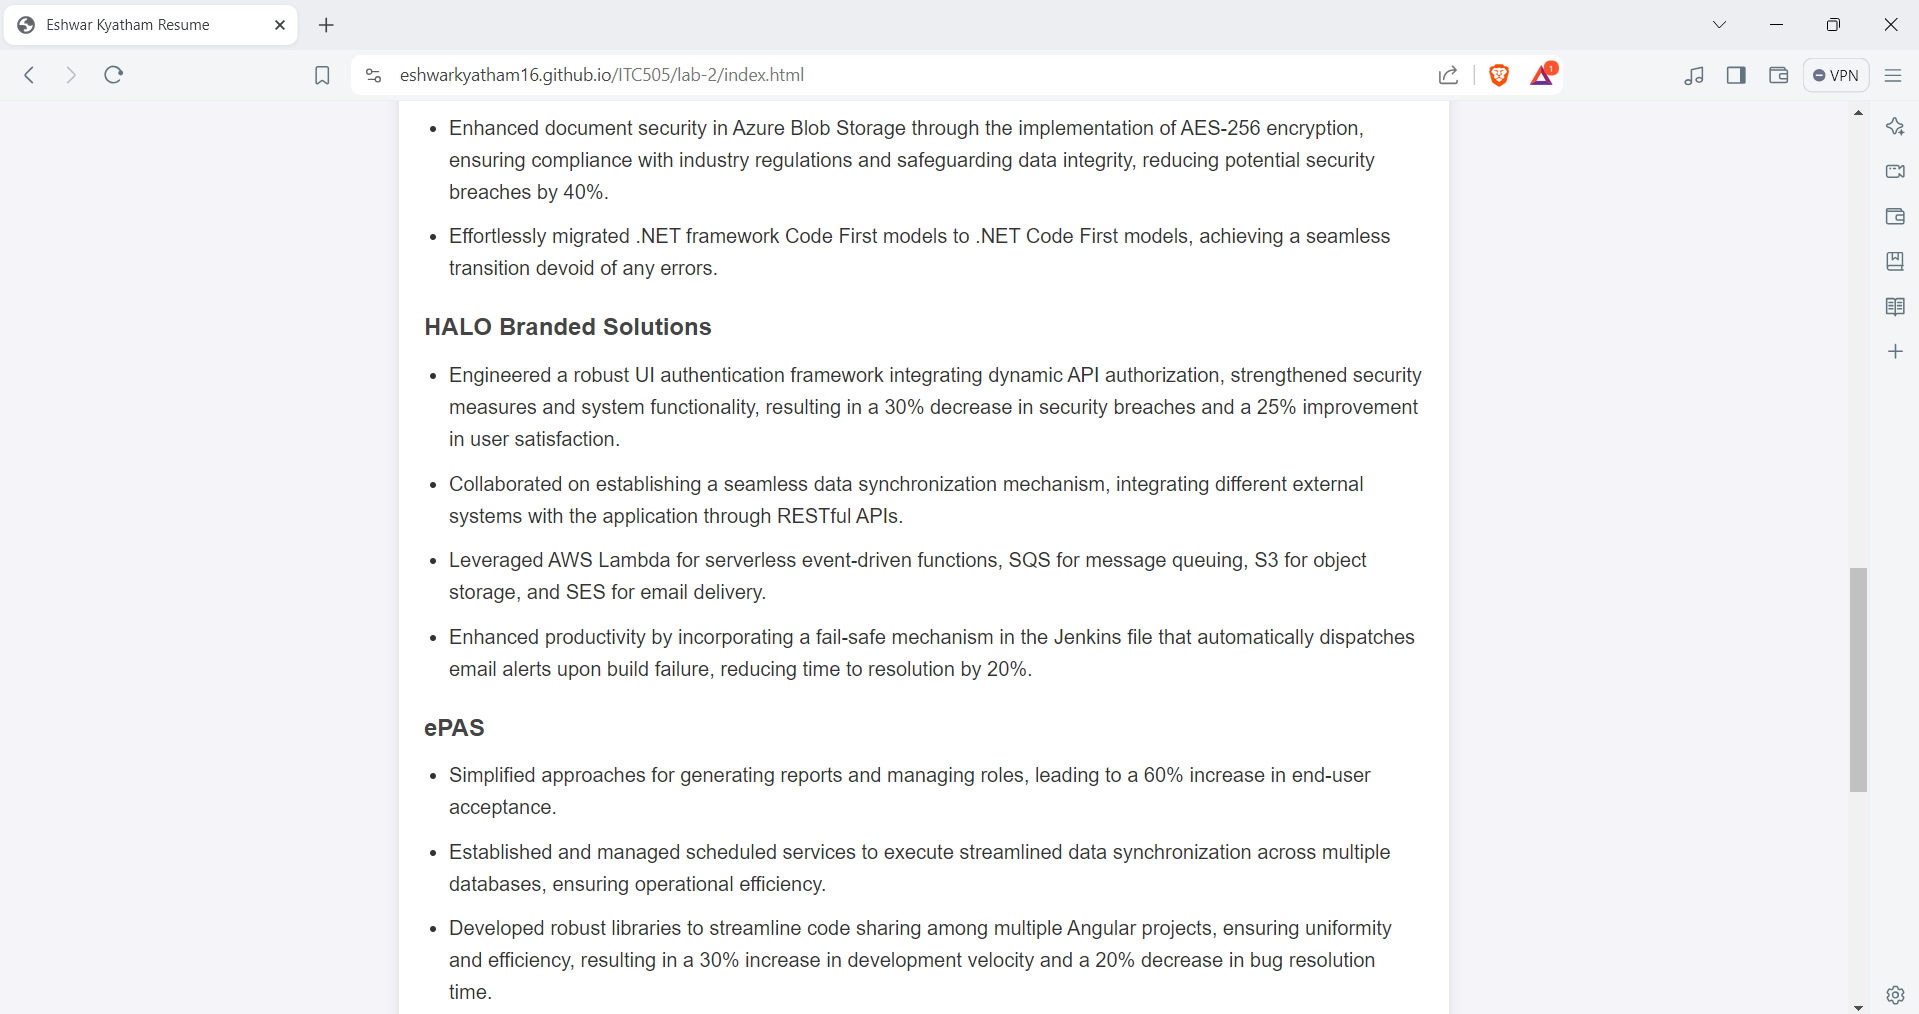 Eshwar Kyatham Resume
eshwarkyatham16.github.io/ITC505/lab-2/index.html
1
VPN
• Enhanced document security in Azure Blob Storage through the implementation of AES-256 encryption,
ensuring compliance with industry regulations and safeguarding data integrity, reducing potential security
breaches by 40%.
• Effortlessly migrated .NET framework Code First models to .NET Code First models, achieving a seamless
transition devoid of any errors.
HALO Branded Solutions
• Engineered a robust UI authentication framework integrating dynamic API authorization, strengthened security
measures and system functionality, resulting in a 30% decrease in security breaches and a 25% improvement
in user satisfaction.
• Collaborated on establishing a seamless data synchronization mechanism, integrating different external
systems with the application through RESTful APIs.
• Leveraged AWS Lambda for serverless event-driven functions, SQS for message queuing, S3 for object
storage, and SES for email delivery.
• Enhanced productivity by incorporating a fail-safe mechanism in the Jenkins file that automatically dispatches
email alerts upon build failure, reducing time to resolution by 20%.
ePAS
• Simplified approaches for generating reports and managing roles, leading to a 60% increase in end-user
acceptance.
• Established and managed scheduled services to execute streamlined data synchronization across multiple
databases, ensuring operational efficiency.
• Developed robust libraries to streamline code sharing among multiple Angular projects, ensuring uniformity
and efficiency, resulting in a 30% increase in development velocity and a 20% decrease in bug resolution
time.